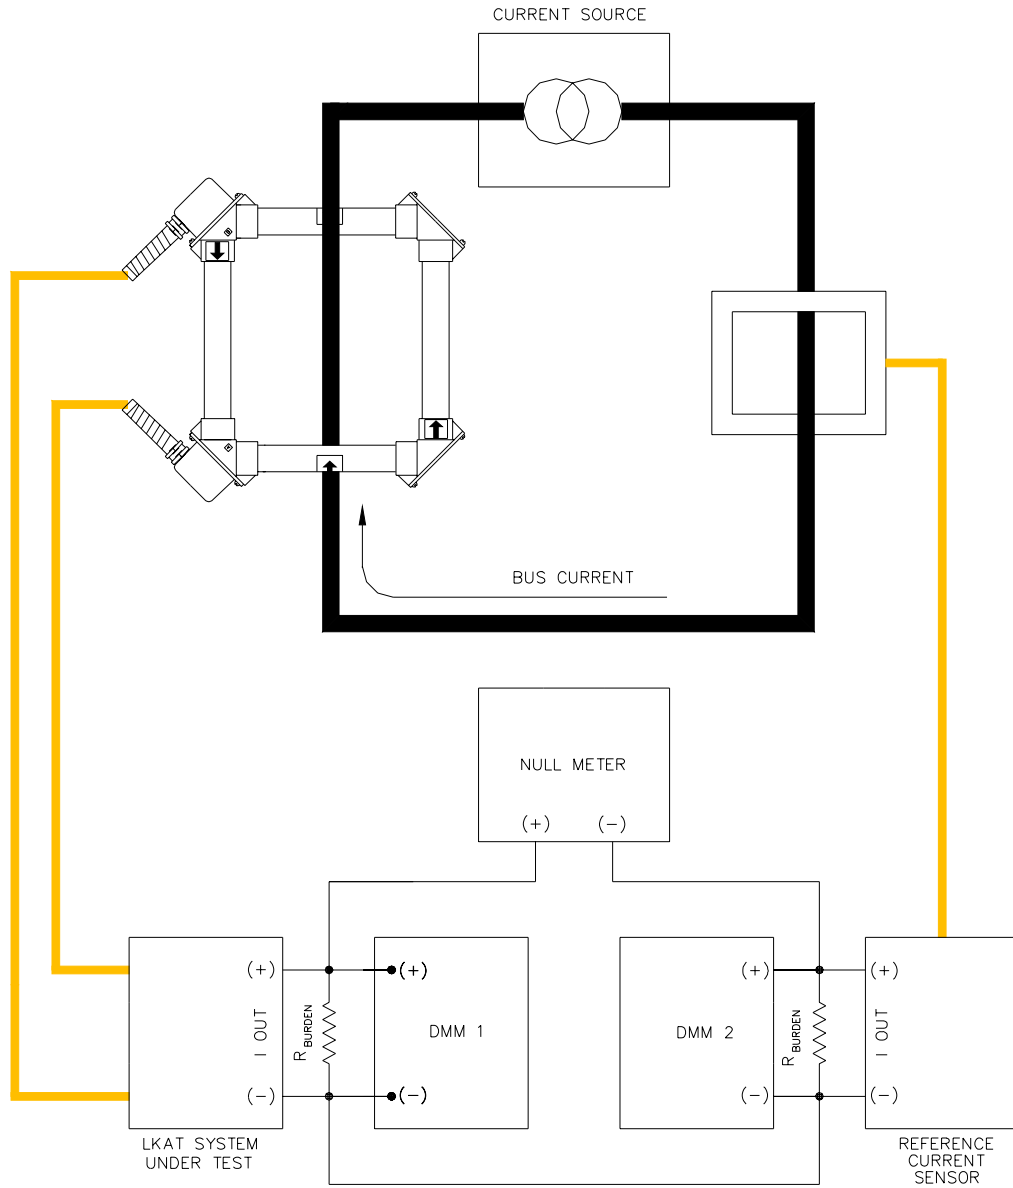 CURRENT SOURCE
BUS CURRENT
NULL METER
(+) (-)
(+)
(-)
I OUT
R BURDEN
(+)
(-)
DMM 1
DMM 2
(+)
(-)
R BURDEN
(+)
(-)
I OUT
LKAT SYSTEM
UNDER TEST
REFERENCE
CURRENT
SENSOR